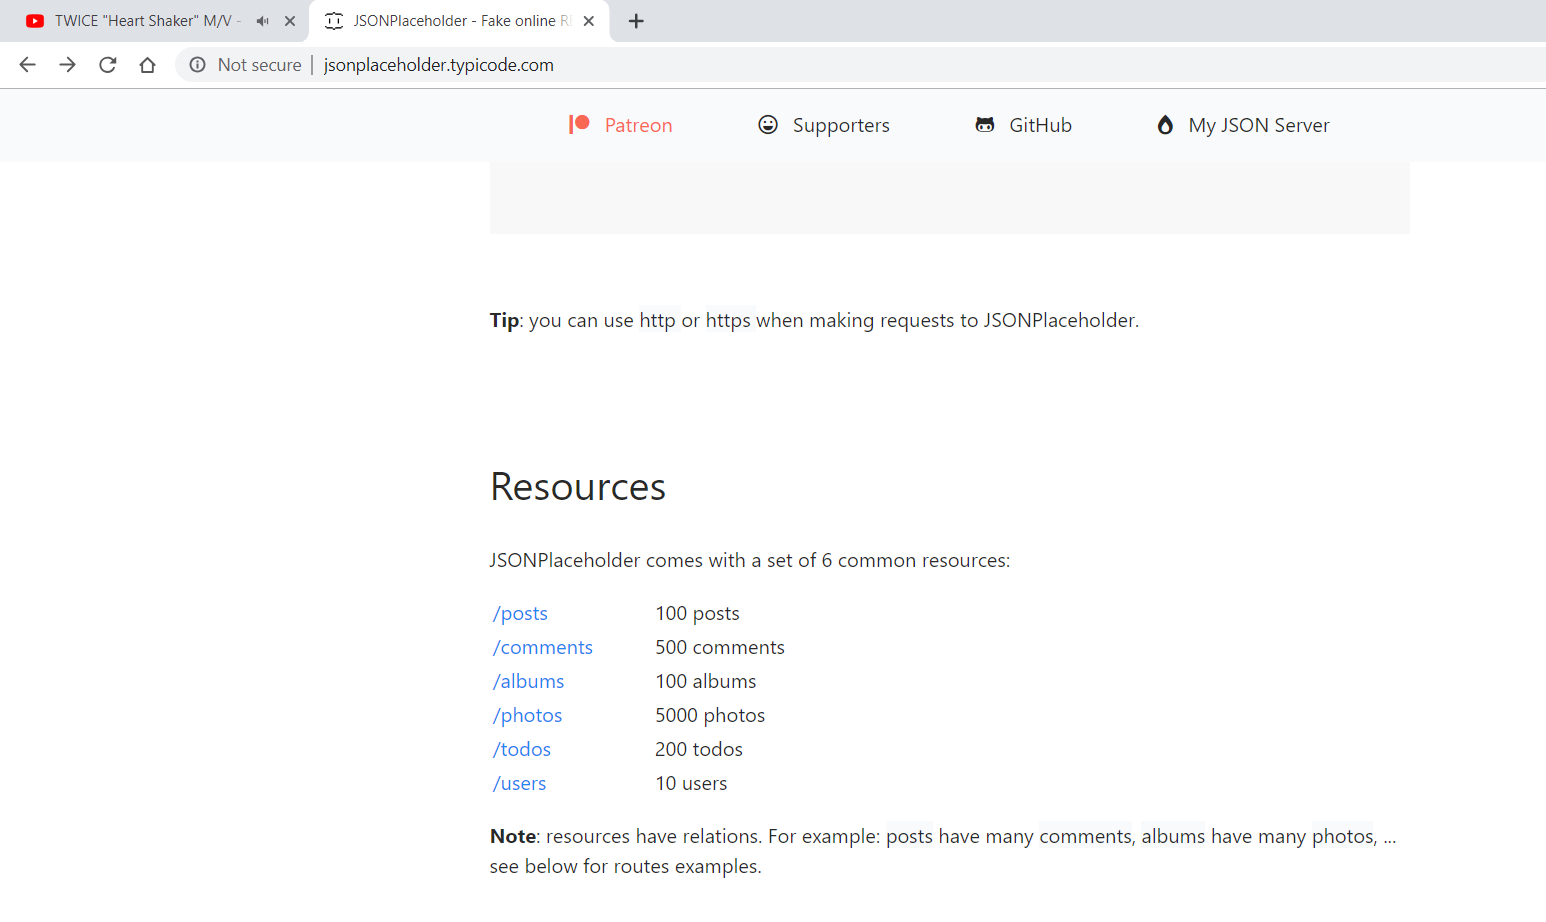 TWICE "Heart Shaker" M/V -
JSONPlaceholder - Fake online
Not secure | jsonplaceholder.typicode.com
Patreon Supporters GitHub My JSON Server
Tip: you can use http or https when making requests to JSONPlaceholder.
Resources
JSONPlaceholder comes with a set of 6 common resources:
/posts 100 posts
/comments 500 comments
/albums 100 albums
/photos 5000 photos
/todos 200 todos
/users 10 users
Note: resources have relations. For example: posts have many comments, albums have many photos, ...
see below for routes examples.